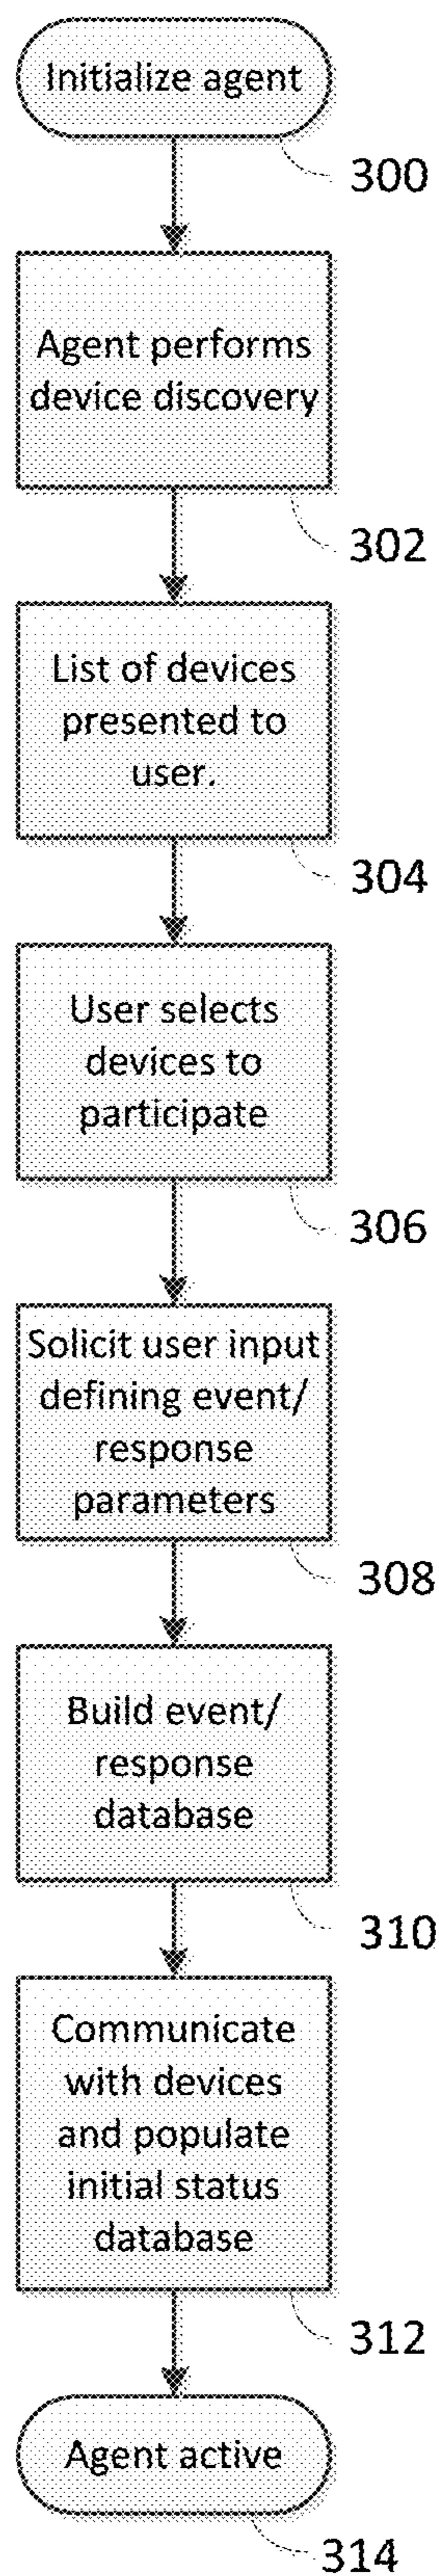 Initialize agent
300
Agent performs
device discovery
302
List of devices
presented to
user.
304
User selects
devices to
participate
306
Solicit user input
defining event/
response
parameters
308
Build event/
response
database
310
Communicate
with devices
and populate
initial status
database
312
Agent active
314